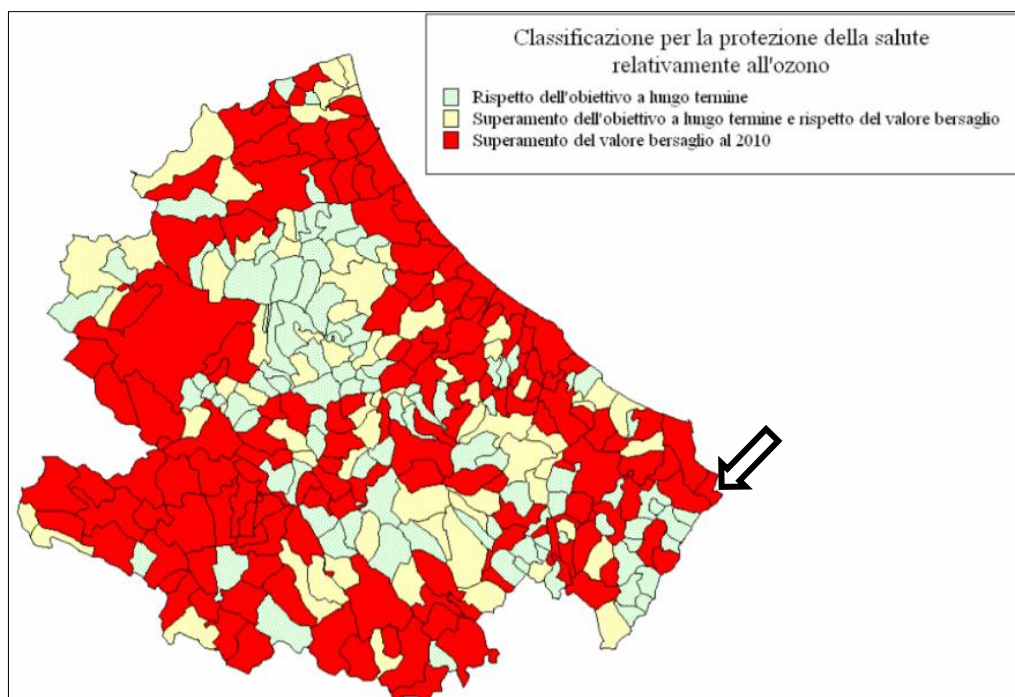 Classificazione per la protezione della salute
relativamente all'ozono
Rispetto dell'obiettivo a lungo termine
Superamento dell'obiettivo a lungo termine e rispetto del valore bersaglio
Superamento del valore bersaglio al 2010